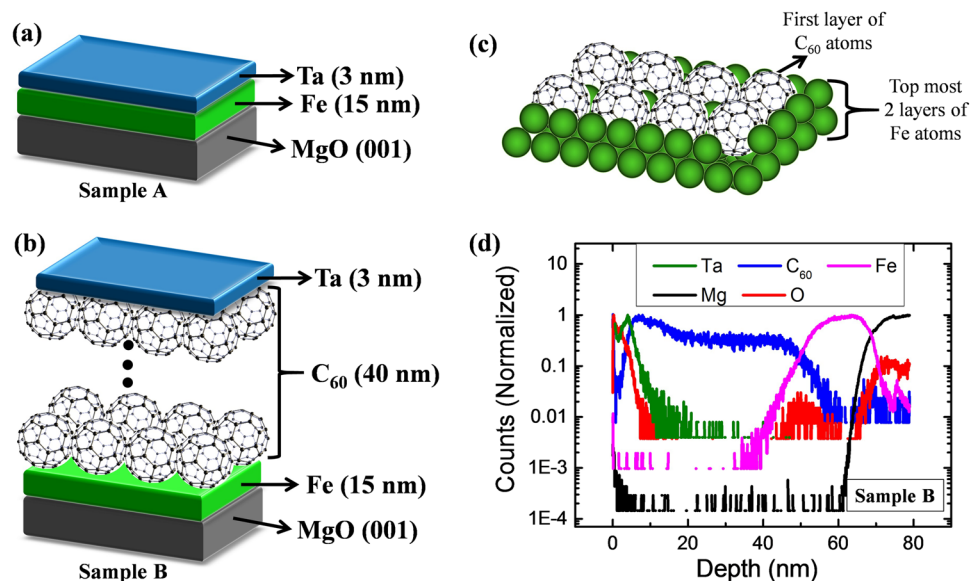 (a)
Ta (3 nm)
Fe (15 nm)
MgO (001)
Sample A
(b)
Ta (3 nm)
C₆₀ (40 nm)
Fe (15 nm)
MgO (001)
Sample B
(c)
First layer of
C₆₀ atoms
Top most
2 layers of
Fe atoms
(d)
Ta C₆₀ Fe
Mg O
Counts (Normalized)
1
0.1
0.01
1E-3
1E-4
Sample B
0 20 40 60 80
Depth (nm)